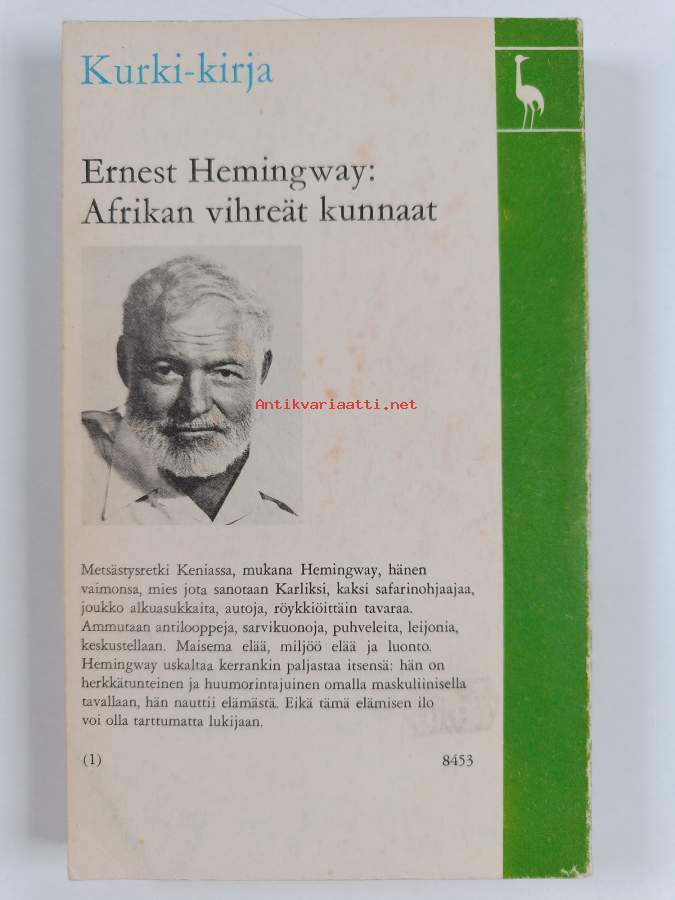 Kurki-kirja
Ernest Hemingway:
Afrikan vihreät kunnaat
Antikvariaatti.net
Metsästysretki Keniassa, mukana Hemingway, hänen
vaimonsa, mies jota sanotaan Karliksi, kaksi safarinohjaajaa,
joukko alkuasukkaita, autoja, röykkiöittäin tavaraa.
Ammutaan antilooppeja, sarvikuonoja, puhveleita, leijonia,
keskustellaan. Maisema elää, miljöö elää ja luonto.
Hemingway uskaltaa kerrankin paljastaa itsensä: hän on
herkkätunteinen ja huumorintajuinen omalla maskuliinisella
tavallaan, hän nauttii elämästä. Eikä tämä elämisen ilo
voi olla tarttumatta lukijaan.
(1) 8453